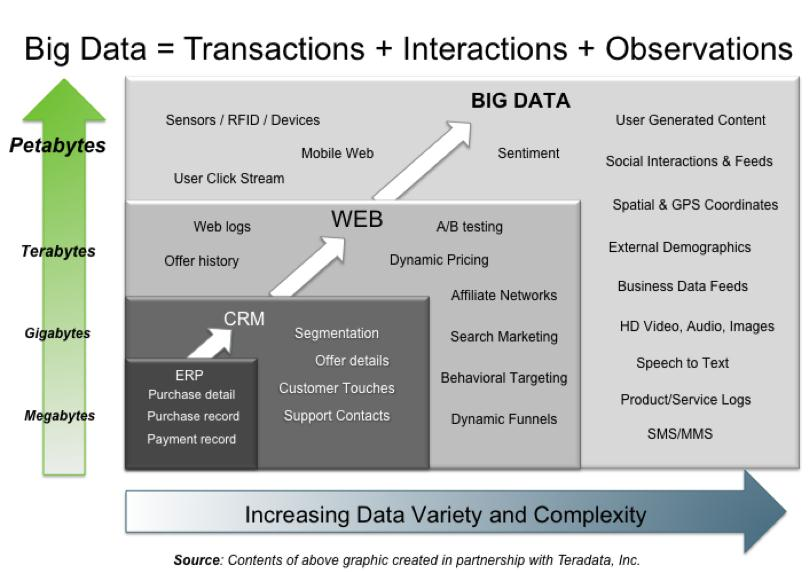 Big Data = Transactions + Interactions + Observations
BIG DATA
Sensors / RFID / Devices
User Generated Content
Petabytes
Mobile Web
Sentiment
Social Interactions & Feeds
User Click Stream
Spatial & GPS Coordinates
WEB
Web logs
A/B testing
Terabytes
External Demographics
Offer history
Dynamic Pricing
Business Data Feeds
Affiliate Networks
CRM
HD Video, Audio, Images
Gigabytes
Segmentation
Search Marketing
Offer details
Speech to Text
ERP
Behavioral Targeting
Customer Touches
Purchase detail
Product/Service Logs
Megabytes
Purchase record
Support Contacts
Dynamic Funnels
Payment record
SMS/MMS
Increasing Data Variety and Complexity
Source: Contents of above graphic created in partnership with Teradata, Inc.